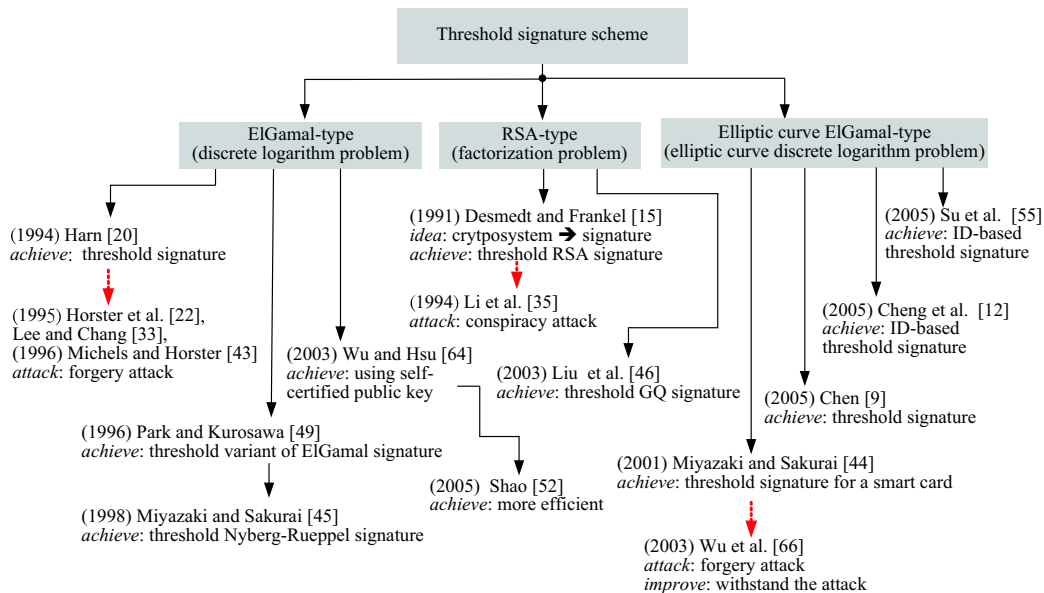 Threshold signature scheme
ElGamal-type
(discrete logarithm problem)
RSA-type
(factorization problem)
Elliptic curve ElGamal-type
(elliptic curve discrete logarithm problem)
(1994) Harn [20]
achieve: threshold signature
(1995) Horster et al. [22],
Lee and Chang [33],
(1996) Michels and Horster [43]
attack: forgery attack
(2003) Wu and Hsu [64]
achieve: using self-
certified public key
(1996) Park and Kurosawa [49]
achieve: threshold variant of ElGamal signature
(1998) Miyazaki and Sakurai [45]
achieve: threshold Nyberg-Rueppel signature
(2005) Shao [52]
achieve: more efficient
(1991) Desmedt and Frankel [15]
idea: crytposystem ➔ signature
achieve: threshold RSA signature
(1994) Li et al. [35]
attack: conspiracy attack
(2003) Liu et al. [46]
achieve: threshold GQ signature
(2005) Su et al. [55]
achieve: ID-based
threshold signature
(2005) Cheng et al. [12]
achieve: ID-based
threshold signature
(2005) Chen [9]
achieve: threshold signature
(2001) Miyazaki and Sakurai [44]
achieve: threshold signature for a smart card
(2003) Wu et al. [66]
attack: forgery attack
improve: withstand the attack